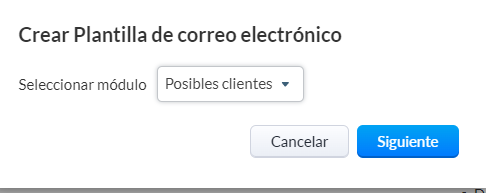 Crear Plantilla de correo electrónico
Seleccionar módulo Posibles clientes
Cancelar Siguiente